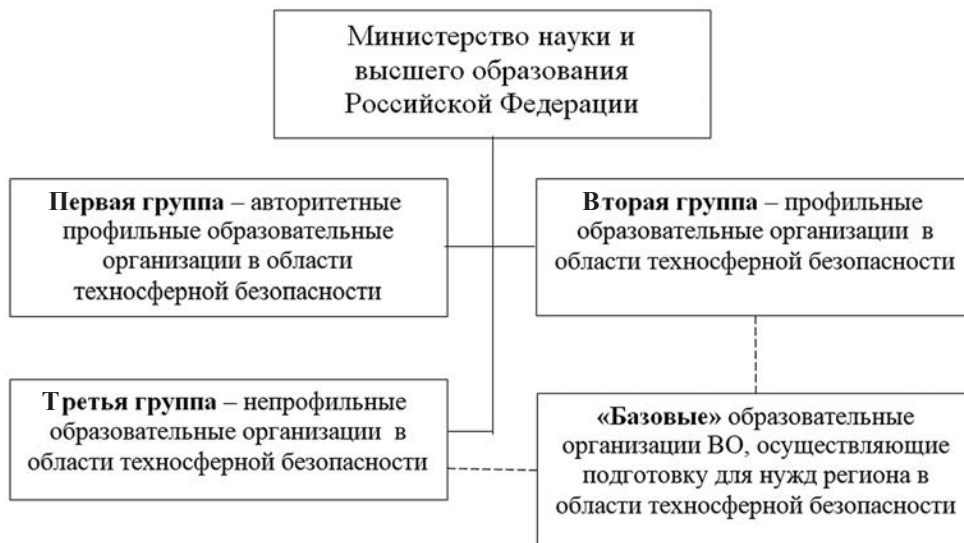 Министерство науки и
высшего образования
Российской Федерации
Первая группа – авторитетные
профильные образовательные
организации в области
техносферной безопасности
Вторая группа – профильные
образовательные организации в
области техносферной безопасности
Третья группа – непрофильные
образовательные организации в
области техносферной безопасности
«Базовые» образовательные
организации ВО, осуществляющие
подготовку для нужд региона в
области техносферной безопасности